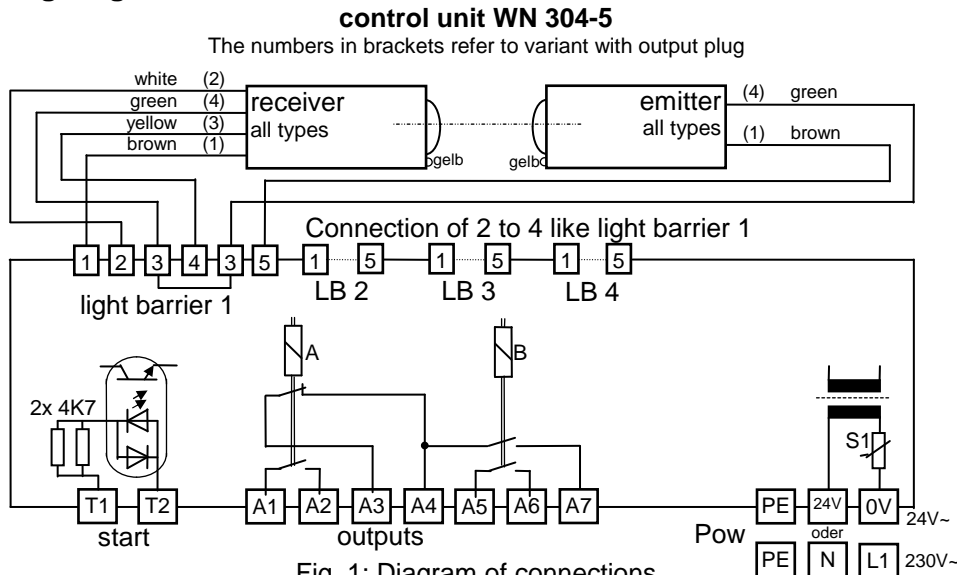 control unit WN 304-5
The numbers in brackets refer to variant with output plug
white (2)
green (4)
yellow (3)
brown (1)
receiver
all types
gelb
emitter
all types
gelb
(4) green
(1) brown
Connection of 2 to 4 like light barrier 1
1 2 3 4 3 5 1 5 1 5 1 5
light barrier 1
LB 2
LB 3
LB 4
A
B
2x 4K7
S1
T1 T2
start
A1 A2 A3 A4 A5 A6 A7
outputs
Pow
PE 24V 0V 24V~
oder
PE N L1 230V~
Fig. 1: Diagram of connections